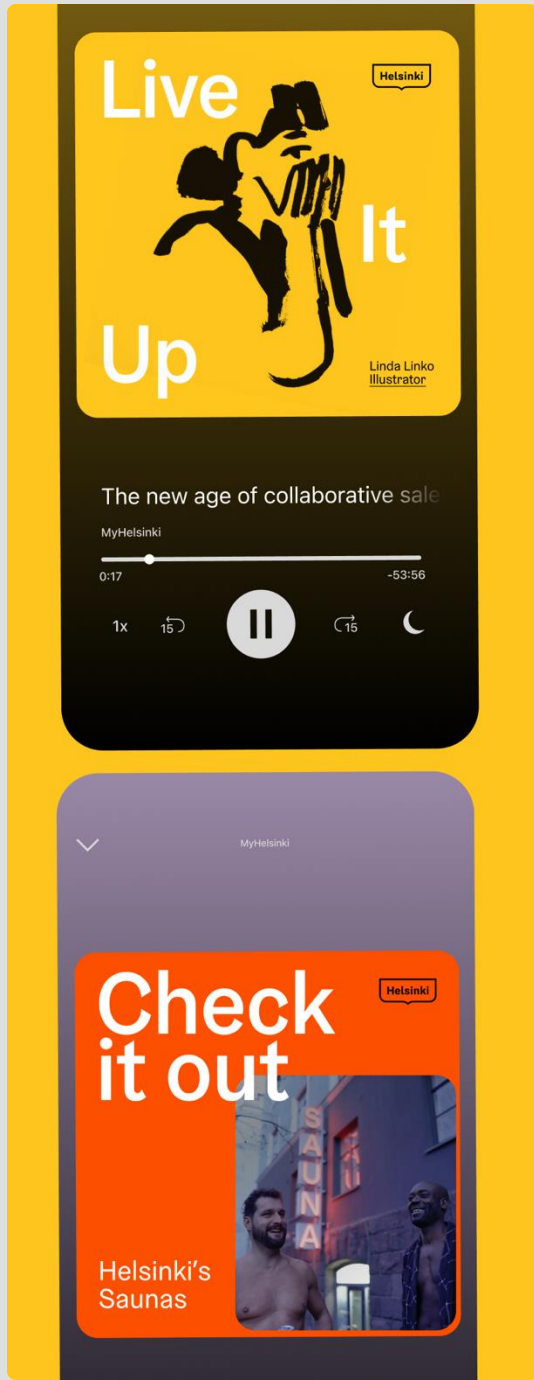 Live
Helsinki
It
Up
Linda Linko
Illustrator
The new age of collaborative sale
MyHelsinki
0:17
-53:56
1x
15
15
MyHelsinki
Check
it out
Helsinki
SAUNA
Helsinki's
Saunas